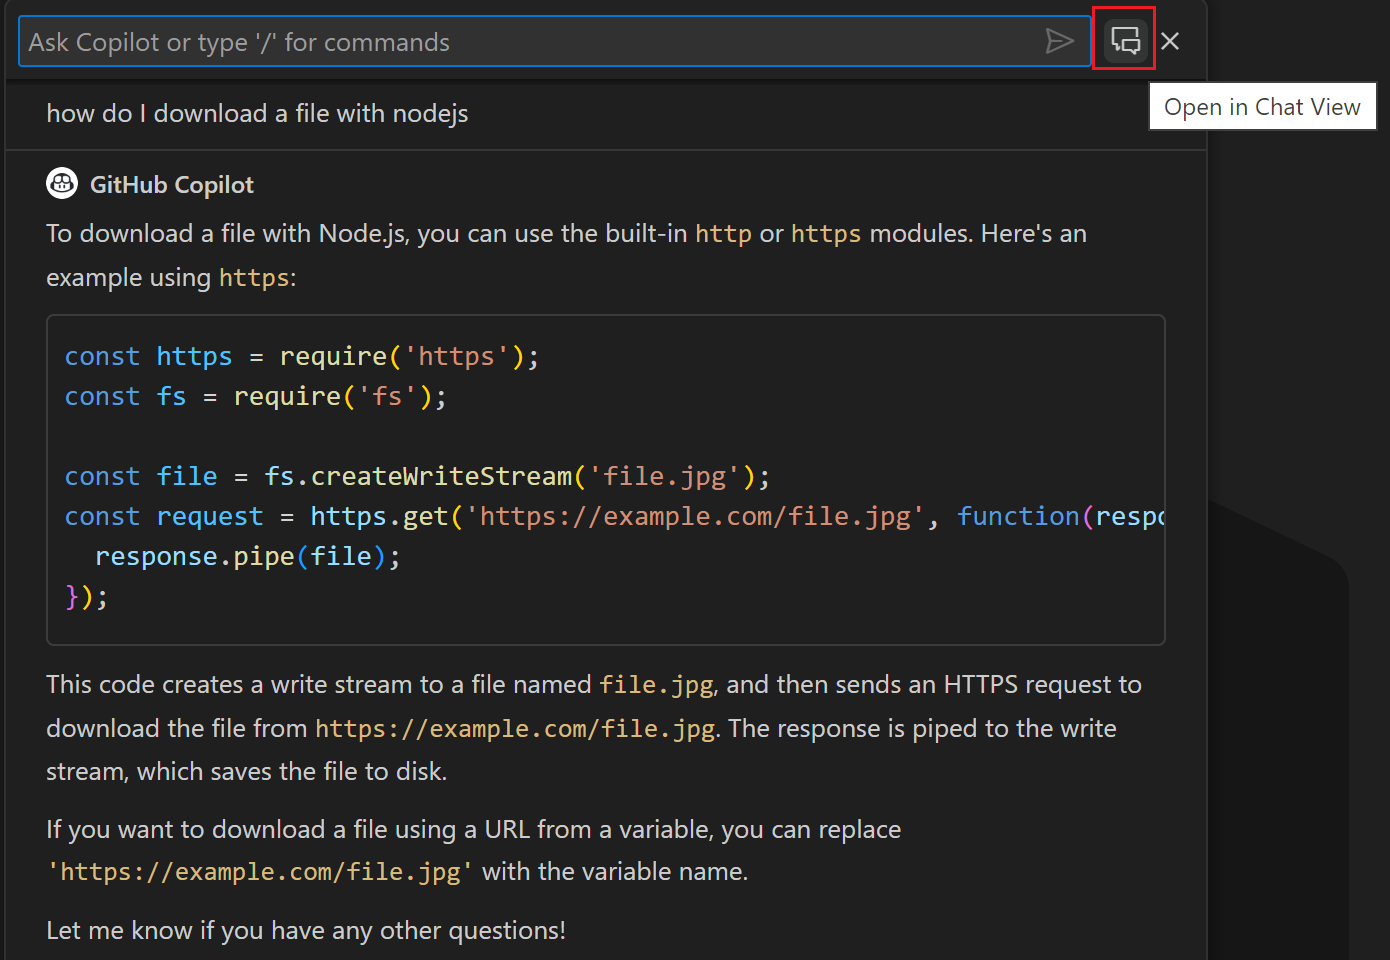 Ask Copilot or type '/' for commands
Open in Chat View
how do I download a file with nodejs
GitHub Copilot
To download a file with Node.js, you can use the built-in http or https modules. Here's an
example using https:
const https = require('https');
const fs = require('fs');
const file = fs.createWriteStream('file.jpg');
const request = https.get('https://example.com/file.jpg', function(respo
  response.pipe(file);
});
This code creates a write stream to a file named file.jpg, and then sends an HTTPS request to
download the file from https://example.com/file.jpg. The response is piped to the write
stream, which saves the file to disk.
If you want to download a file using a URL from a variable, you can replace
'https://example.com/file.jpg' with the variable name.
Let me know if you have any other questions!